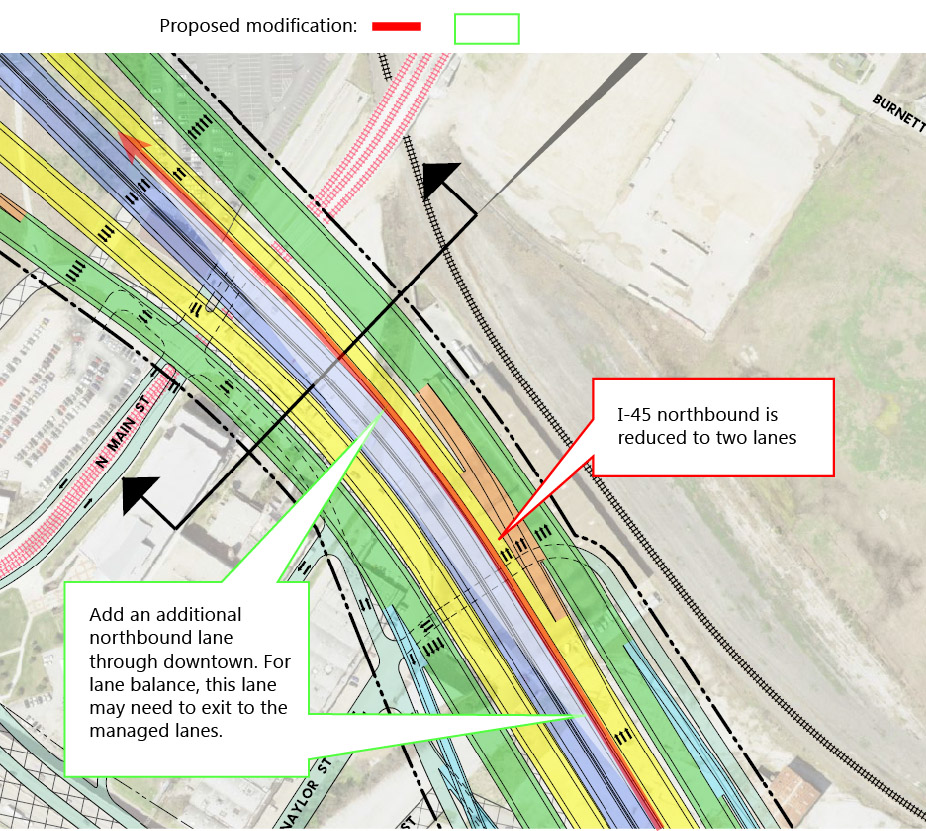 Proposed modification:
BURNETT
I-45 northbound is
reduced to two lanes
N MAIN ST
Add an additional
northbound lane
through downtown. For
lane balance, this lane
may need to exit to the
managed lanes.
NAYLOR ST
ST